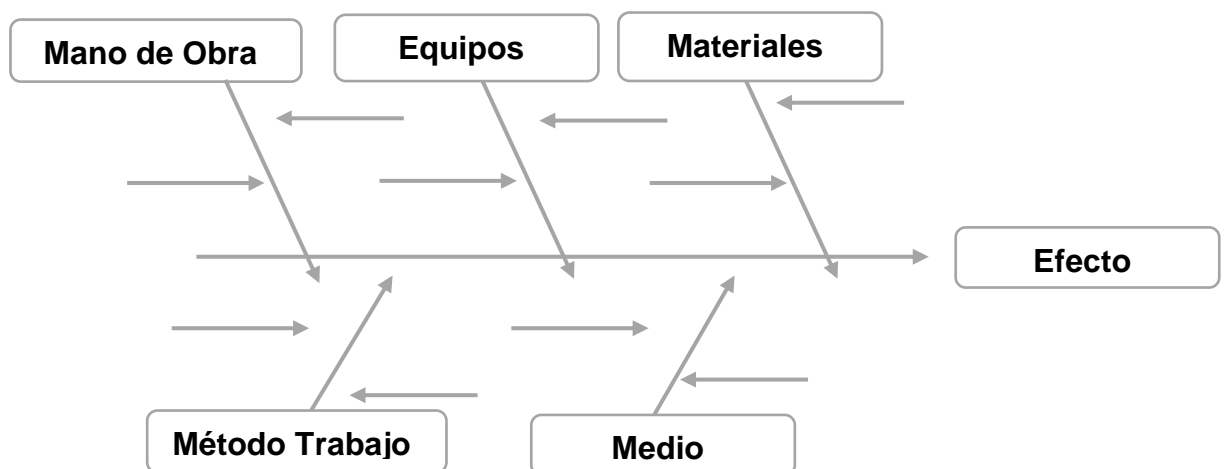 Mano de Obra
Equipos
Materiales
Efecto
Método Trabajo
Medio